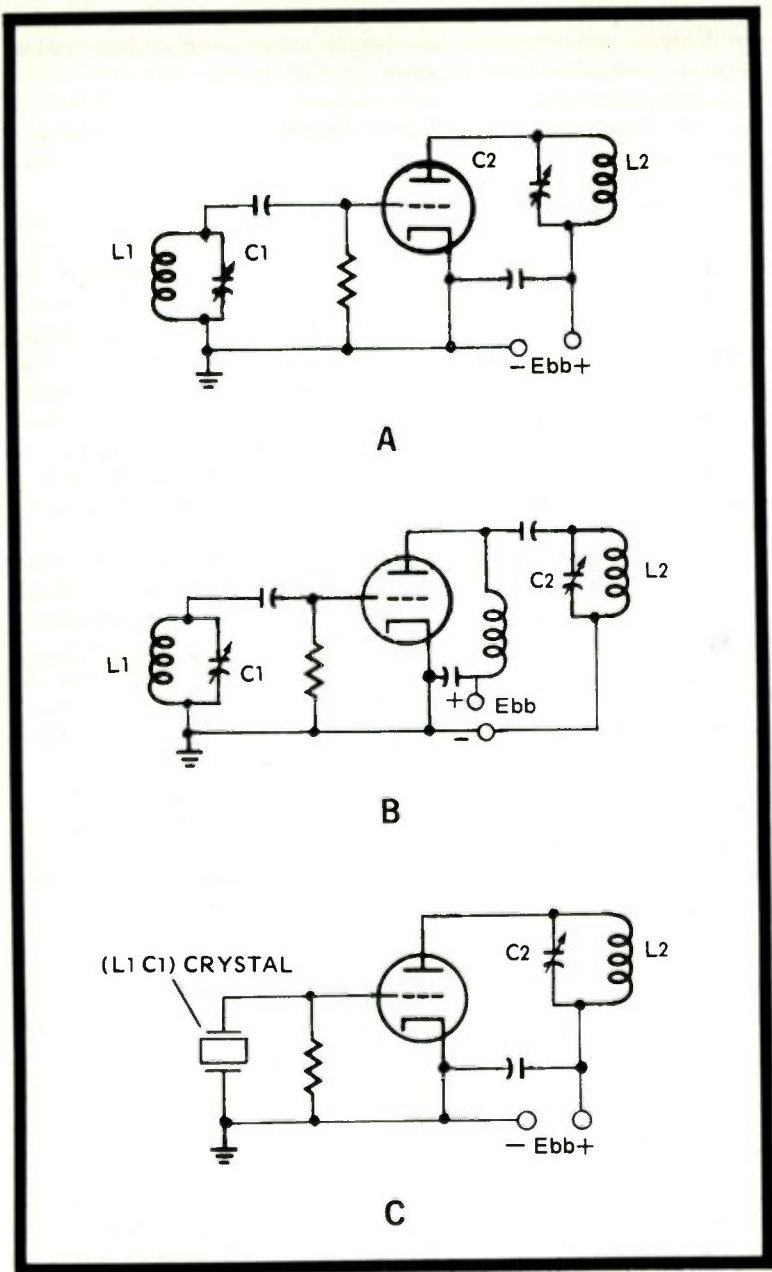 C2
L2
L1
C1
- Ebb+
A
C2
L2
L1
C1
+ Ebb
-
B
(L1 C1) CRYSTAL
C2
L2
- Ebb+
C